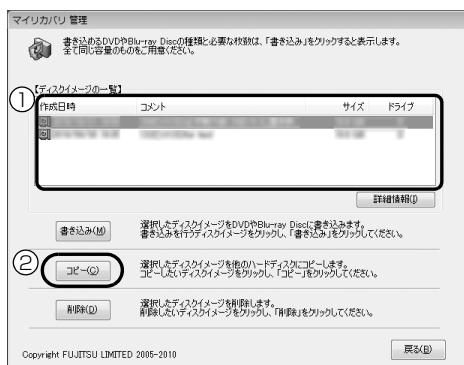 マイリカバリ 管理
書き込めるDVDやBlu-ray Discの種類と必要な枚数は、「書き込み」をクリックすると表示します。
全て同じ容量のものをご用意ください。
【ディスクイメージの一覧】
①
作成日時 コメント サイズ ドライブ
詳細情報(I)
書き込み(M)
選択したディスクイメージをDVDやBlu-ray Discに書き込みます。
書き込みを行うディスクイメージをクリックし、「書き込み」をクリックしてください。
②
コピー(C)
選択したディスクイメージを他のハードディスクにコピーします。
コピーしたいディスクイメージをクリックし、「コピー」をクリックしてください。
削除(D)
選択したディスクイメージを削除します。
削除したいディスクイメージをクリックし、「削除」をクリックしてください。
Copyright FUJITSU LIMITED 2005-2010
戻る(B)